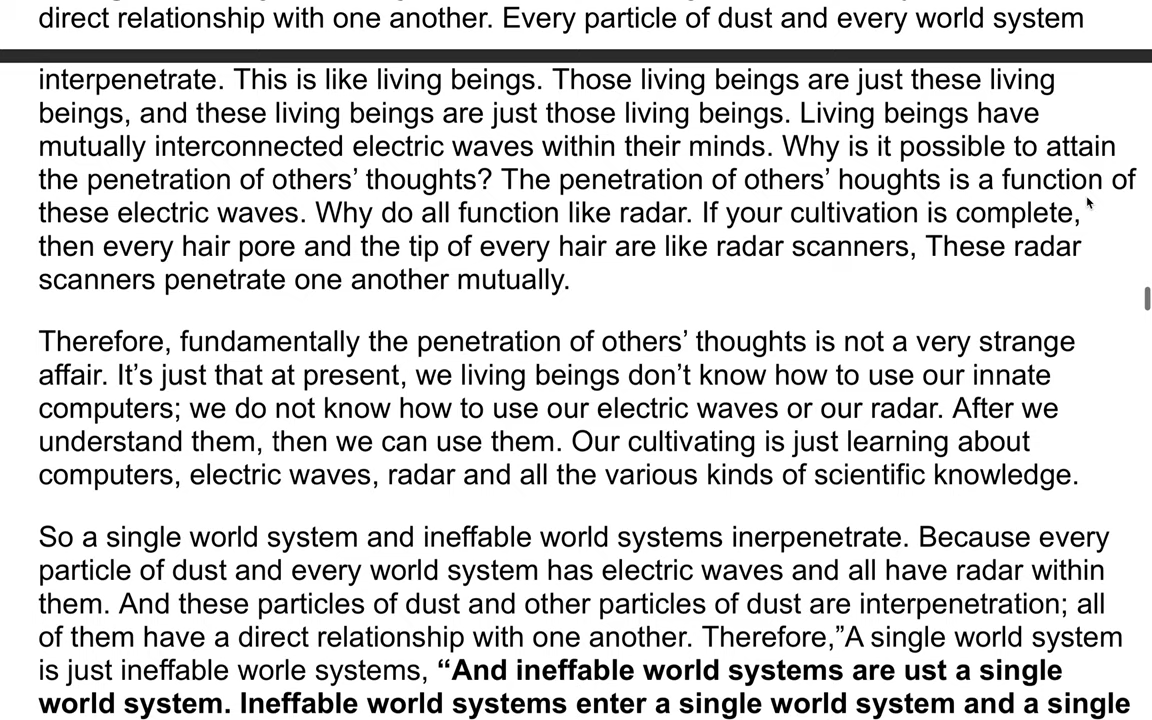 direct relationship with one another. Every particle of dust and every world system
interpenetrate. This is like living beings. Those living beings are just these living
beings, and these living beings are just those living beings. Living beings have
mutually interconnected electric waves within their minds. Why is it possible to attain
the penetration of others’ thoughts? The penetration of others’ houghts is a function of
these electric waves. Why do all function like radar. If your cultivation is complete,
then every hair pore and the tip of every hair are like radar scanners, These radar
scanners penetrate one another mutually.
Therefore, fundamentally the penetration of others’ thoughts is not a very strange
affair. It’s just that at present, we living beings don’t know how to use our innate
computers; we do not know how to use our electric waves or our radar. After we
understand them, then we can use them. Our cultivating is just learning about
computers, electric waves, radar and all the various kinds of scientific knowledge.
So a single world system and ineffable world systems inerpenetrate. Because every
particle of dust and every world system has electric waves and all have radar within
them. And these particles of dust and other particles of dust are interpenetration; all
of them have a direct relationship with one another. Therefore,”A single world system
is just ineffable worle systems, “And ineffable world systems are ust a single
world system. Ineffable world systems enter a single world system and a single